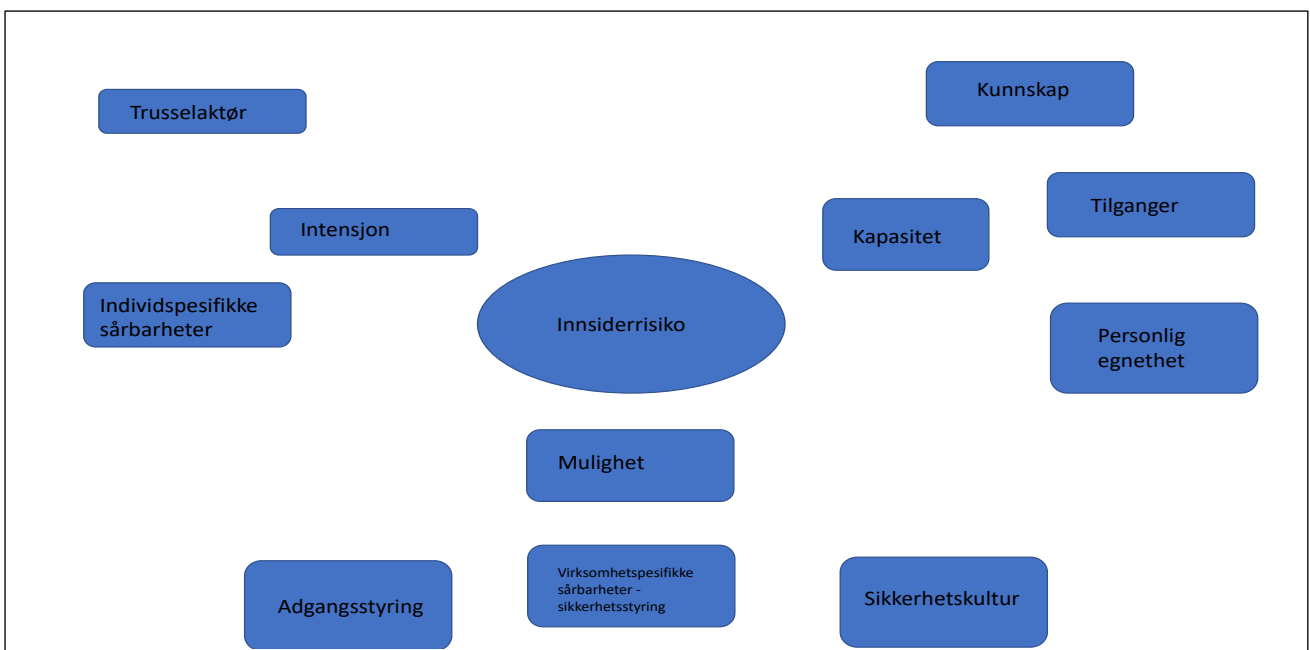 Kunnskap
Trusselaktør
Tilganger
Intensjon
Kapasitet
Individspesifikke
sårbarheter
Innsiderrisiko
Personlig
egnethet
Mulighet
Virksomhetspesifikke
sårbarheter -
sikkerhetsstyring
Adgangsstyring
Sikkerhetskultur